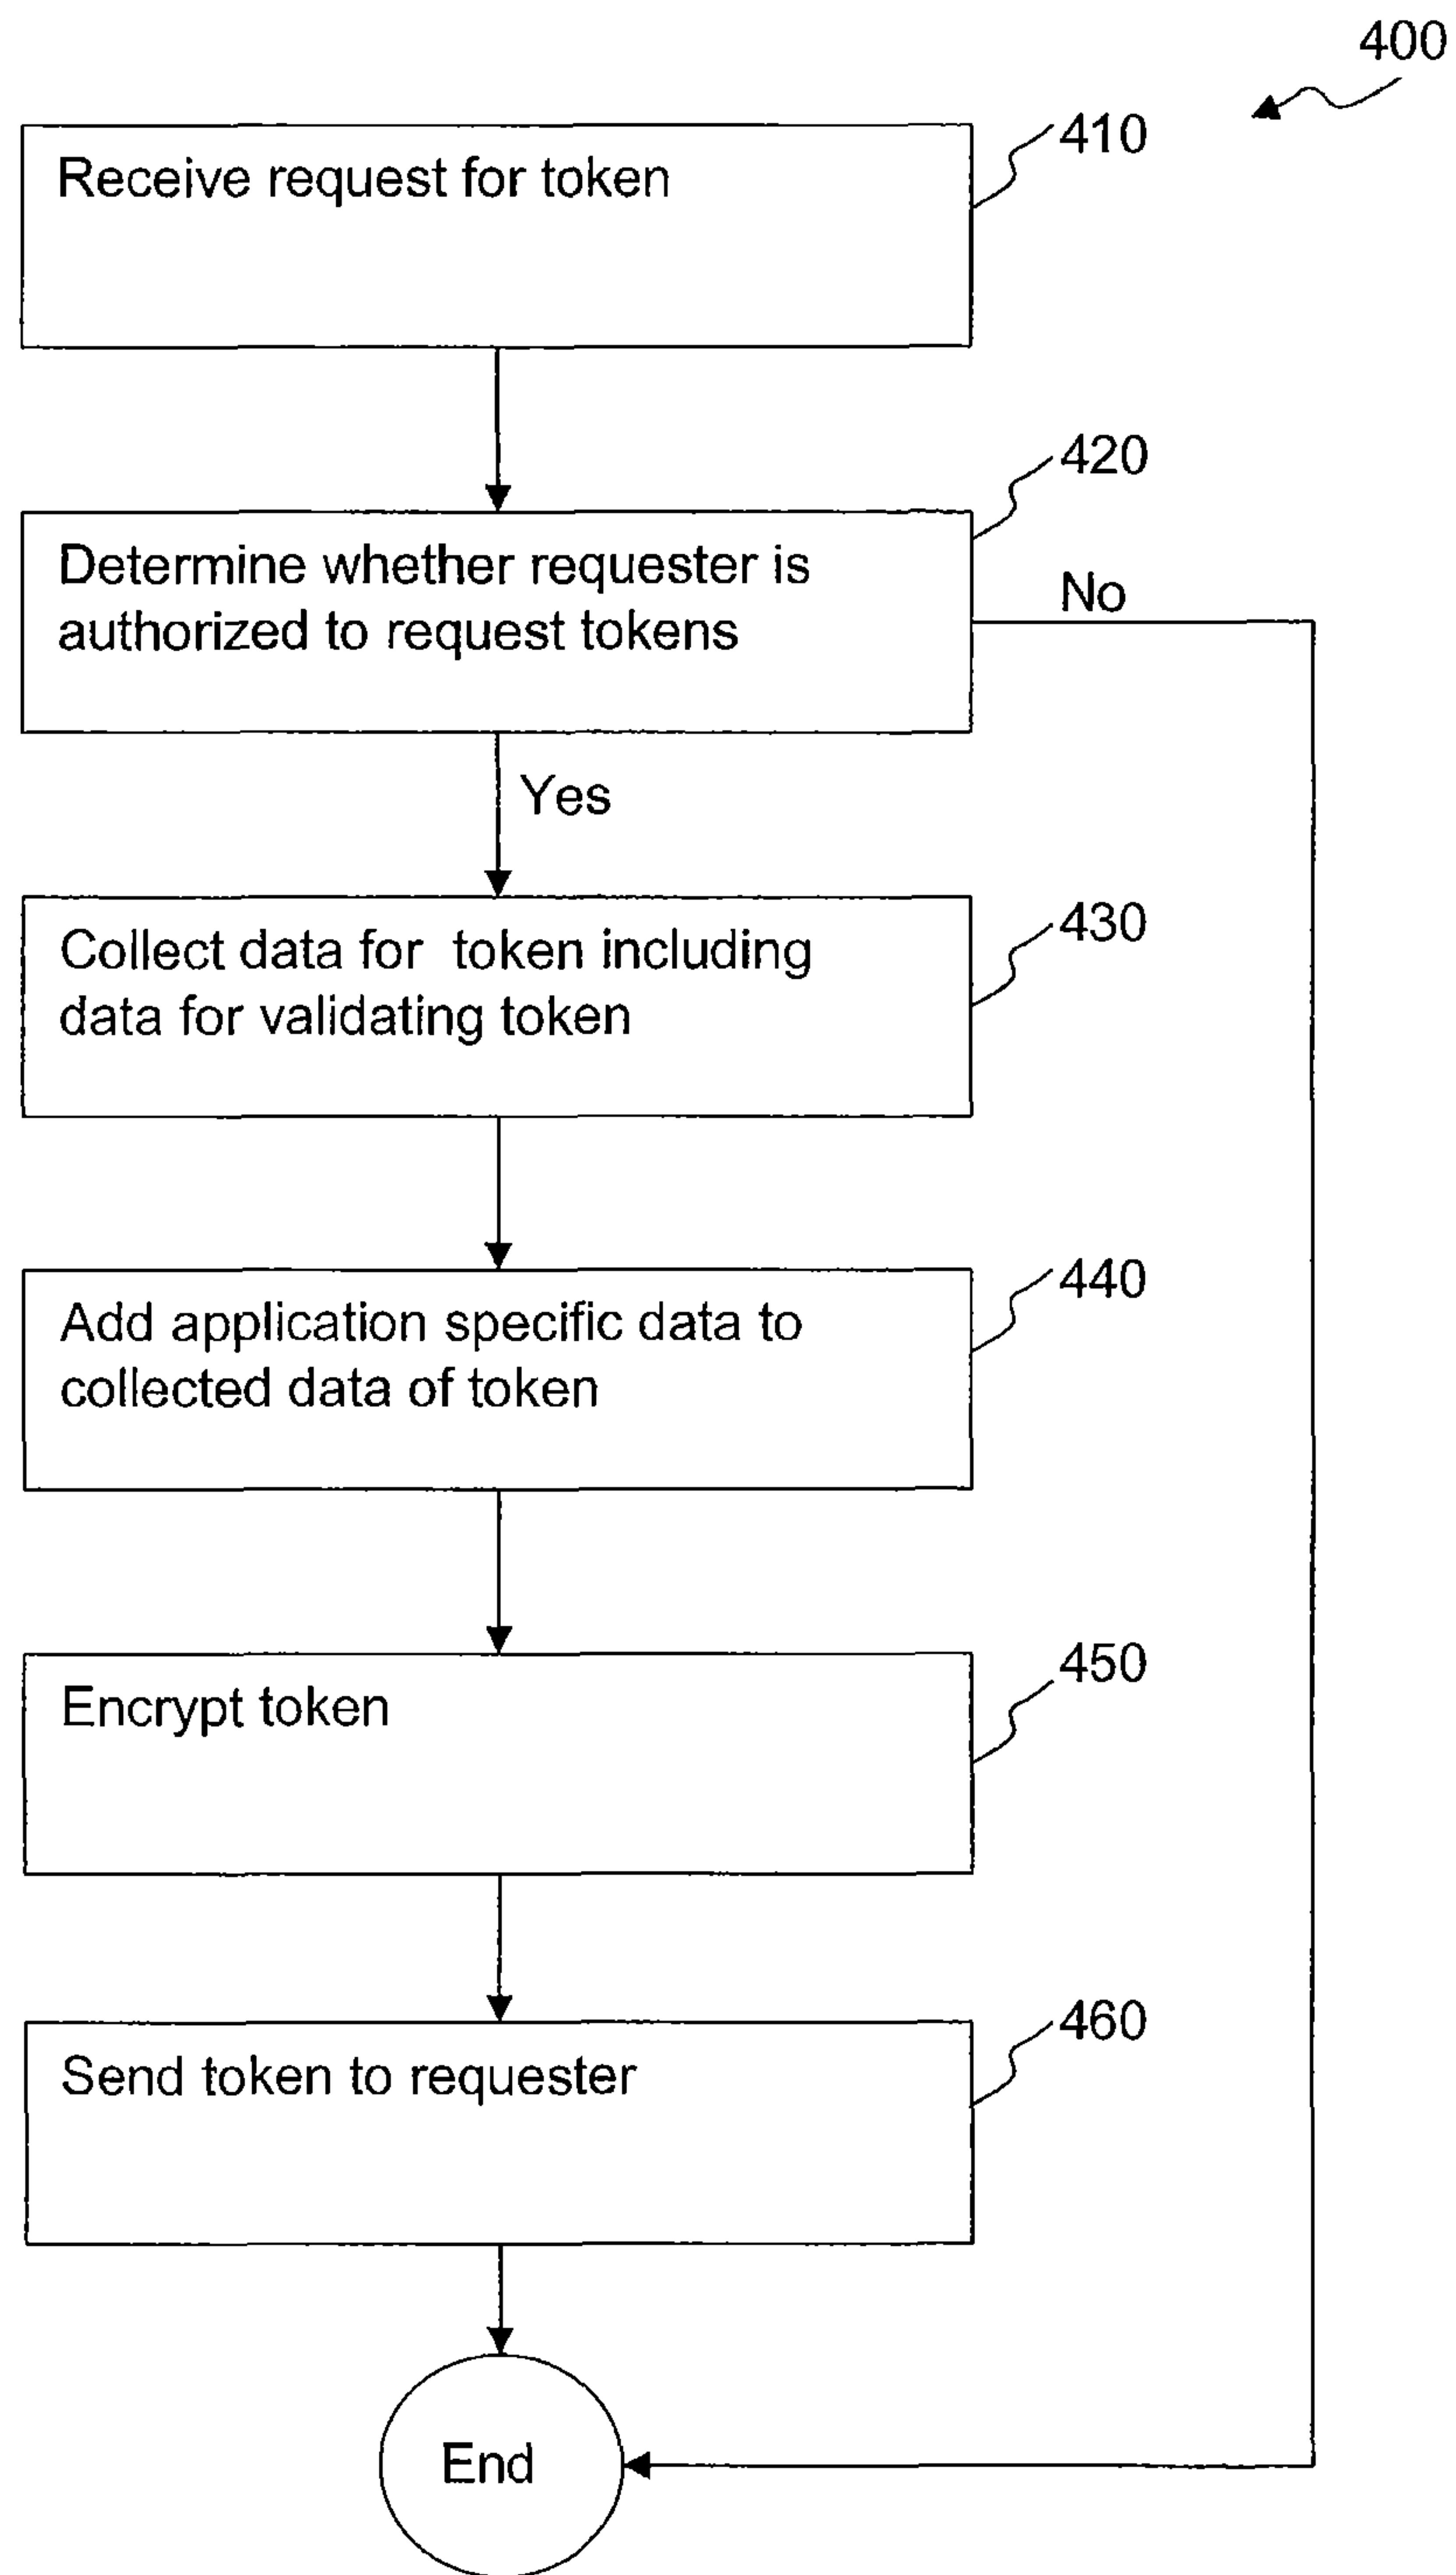 400
410
Receive request for token
420
Determine whether requester is
authorized to request tokens
No
Yes
430
Collect data for token including
data for validating token
440
Add application specific data to
collected data of token
450
Encrypt token
460
Send token to requester
End